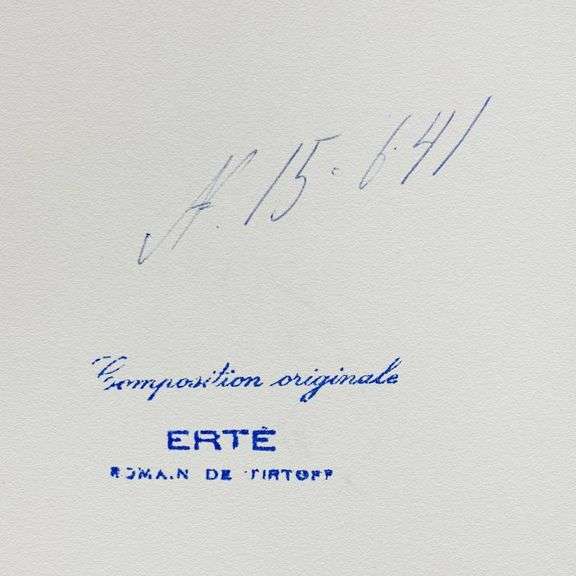 N. 15.641
Composition originale
ERTÉ
ROMAIN DE TIRTOFF